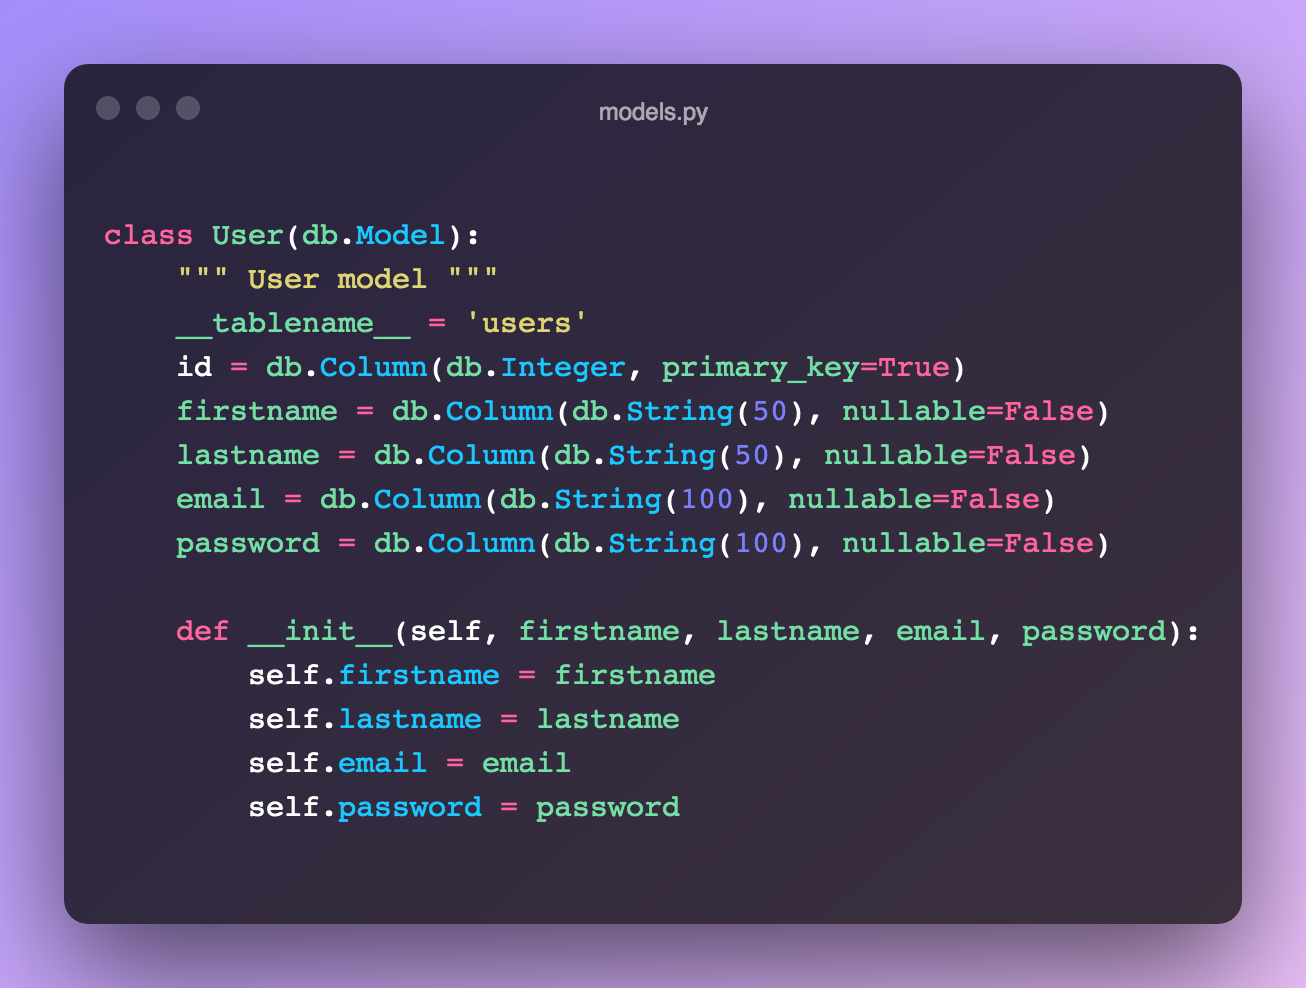 models.py
class User(db.Model):
    """ User model """
    __tablename__ = 'users'
    id = db.Column(db.Integer, primary_key=True)
    firstname = db.Column(db.String(50), nullable=False)
    lastname = db.Column(db.String(50), nullable=False)
    email = db.Column(db.String(100), nullable=False)
    password = db.Column(db.String(100), nullable=False)
    def __init__(self, firstname, lastname, email, password):
        self.firstname = firstname
        self.lastname = lastname
        self.email = email
        self.password = password